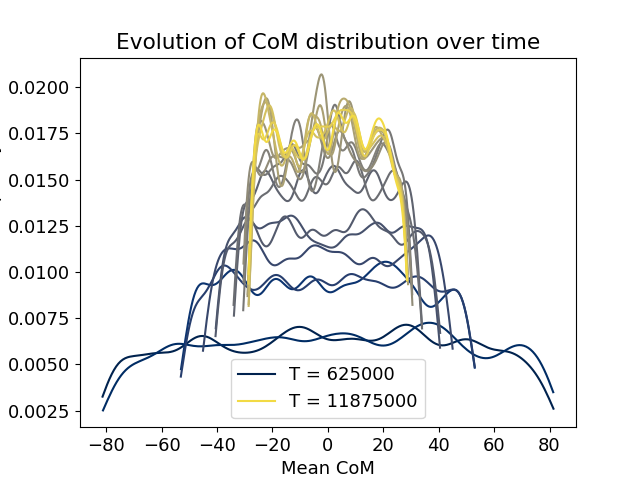 Evolution of CoM distribution over time
0.0200
0.0175
0.0150
0.0125
0.0100
0.0075
0.0050
0.0025
T = 625000
T = 11875000
−80 −60 −40 −20 0 20 40 60 80
Mean CoM